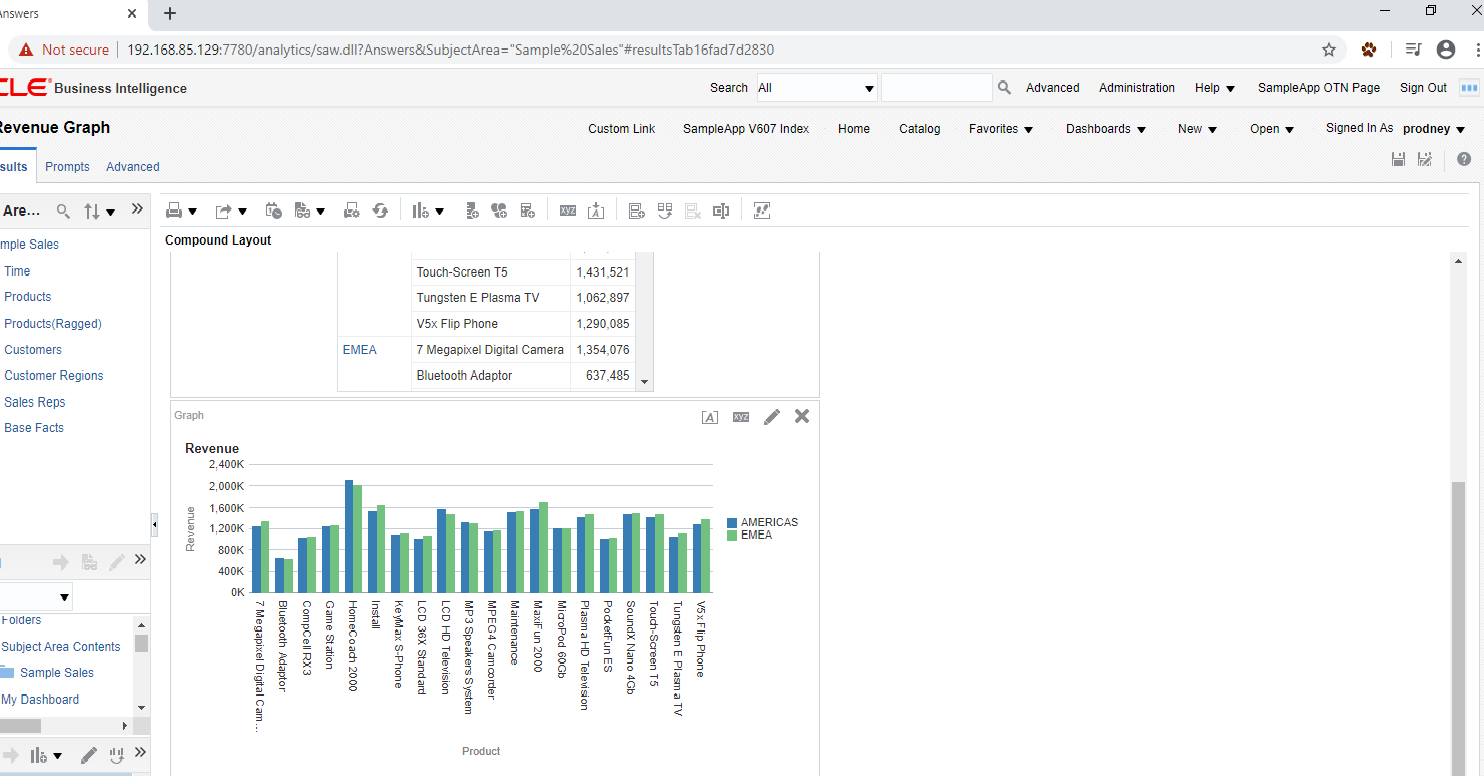 Answers
Not secure 192.168.85.129:7780/analytics/saw.dll?Answers&SubjectArea="Sample%20Sales"#resultsTab16fad7d2830
CLE Business Intelligence
Search All Advanced Administration Help SampleApp OTN Page Sign Out
Revenue Graph
Custom Link SampleApp V607 Index Home Catalog Favorites Dashboards New Open Signed In As prodney
sults Prompts Advanced
Are...
Compound Layout
mple Sales
Time
Products
Products(Ragged)
Customers
Customer Regions
Sales Reps
Base Facts
Folders
Subject Area Contents
Sample Sales
My Dashboard
Touch-Screen T5 1,431,521
Tungsten E Plasma TV 1,062,897
V5x Flip Phone 1,290,085
EMEA 7 Megapixel Digital Camera 1,354,076
Bluetooth Adaptor 637,485
Graph
A xyz
Revenue
2,400K
2,000K
1,600K
1,200K
800K
400K
0K
Revenue
AMERICAS
EMEA
7 Megapixel Digital Cam...
Bluetooth Adaptor
CompCell RX3
Game Station
HomeCoach 2000
Install
KeyMax S-Phone
LCD 36X Standard
LCD HD Television
MP3 Speakers System
MPEG4 Camcorder
Maintenance
MaxiFun 2000
MicroPod 60Gb
Plasma HD Television
PocketFun ES
SoundX Nano 4Gb
Touch-Screen T5
Tungsten E Plasma TV
V5x Flip Phone
Product